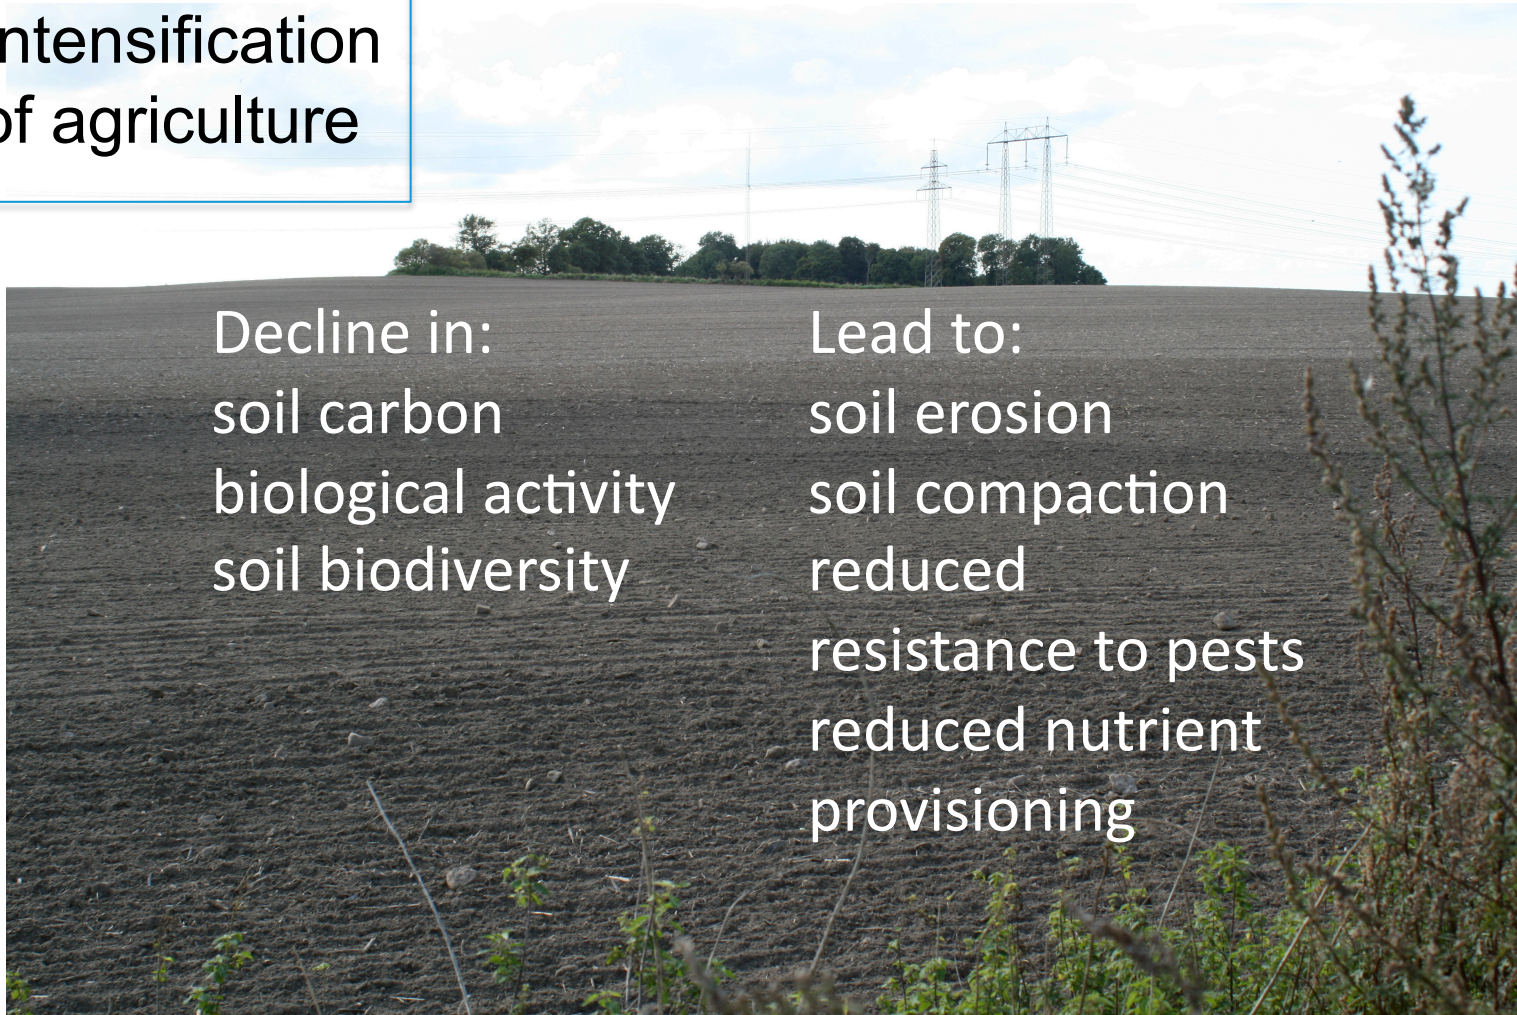 ntensification
of agriculture
Decline in:
soil carbon
biological activity
soil biodiversity
Lead to:
soil erosion
soil compaction
reduced
resistance to pests
reduced nutrient
provisioning